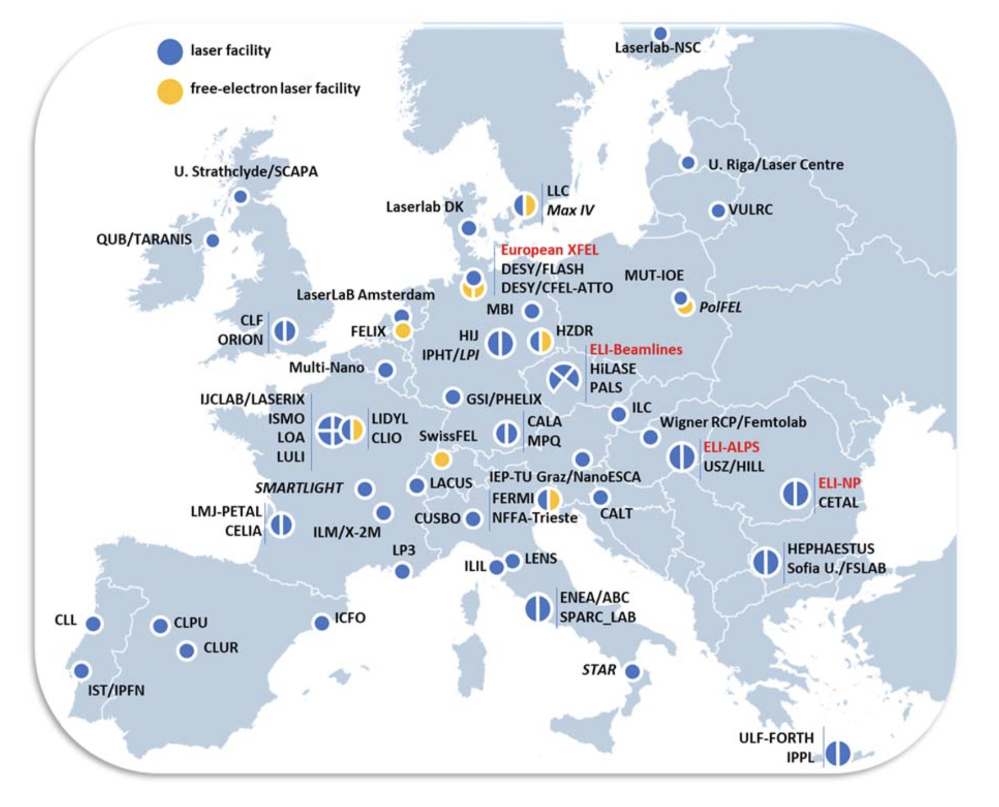 laser facility
free-electron laser facility
Laserlab-NSC
U. Strathclyde/SCAPA
U. Riga/Laser Centre
LLC
Max IV
Laserlab DK
VULRC
QUB/TARANIS
European XFEL
DESY/FLASH
DESY/CFEL-ATTO
MUT-IOE
PolFEL
LaserLaB Amsterdam
MBI
CLF
ORION
FELIX
HIJ
IPHT/LPI
HZDR
ELI-Beamlines
HiLASE
PALS
Multi-Nano
IJCLAB/LASERIX
ISMO
LOA
LULI
LIDYL
CLIO
GSI/PHELIX
ILC
CALA
MPQ
Wigner RCP/Femtolab
SwissFEL
ELI-ALPS
USZ/HILL
IEP-TU Graz/NanoESCA
SMARTLIGHT
LACUS
ELI-NP
CETAL
FERMI
NFFA-Trieste
LMJ-PETAL
CELIA
CUSBO
CALT
ILM/X-2M
LP3
ILIL
LENS
HEPHAESTUS
Sofia U./FSLAB
ENEA/ABC
SPARC_LAB
CLL
CLPU
ICFO
CLUR
STAR
IST/IPFN
ULF-FORTH
IPPL